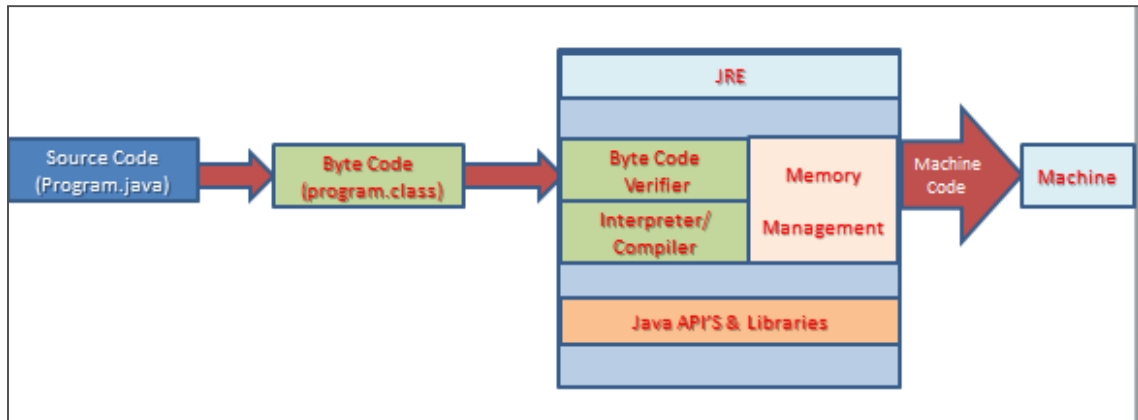 Source Code
(Program.java)
Byte Code
(program.class)
JRE
Byte Code
Verifier
Interpreter/
Compiler
Memory
Management
Java API'S & Libraries
Machine
Code
Machine